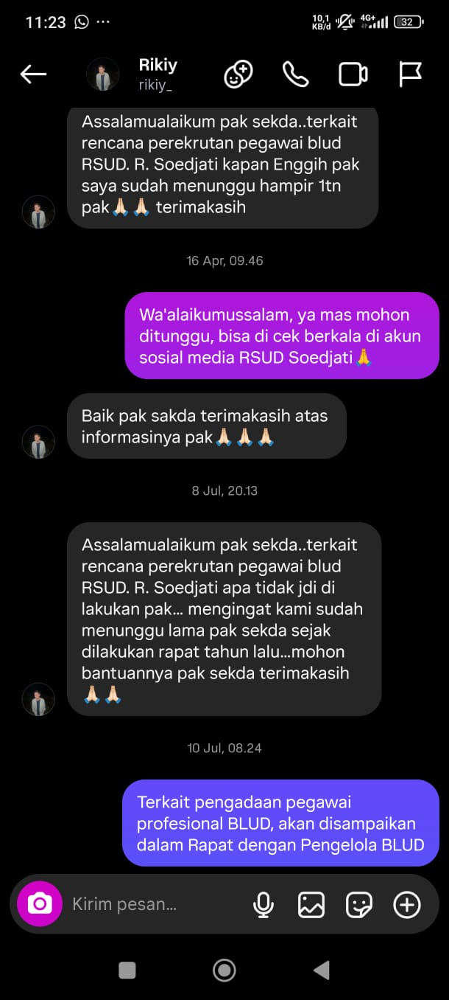 11:23
10,1
KB/d
4G+
32
Rikiy
rikiy_
Assalamualaikum pak sekda..terkait
rencana perekrutan pegawai blud
RSUD. R. Soedjati kapan Enggih pak
saya sudah menunggu hampir 1tn
pak🙏🏻🙏🏻 terimakasih
16 Apr, 09.46
Wa'alaikumussalam, ya mas mohon
ditunggu, bisa di cek berkala di akun
sosial media RSUD Soedjati🙏
Baik pak sakda terimakasih atas
informasinya pak🙏🏻🙏🏻🙏🏻
8 Jul, 20.13
Assalamualaikum pak sekda..terkait
rencana perekrutan pegawai blud
RSUD. R. Soedjati apa tidak jdi di
lakukan pak... mengingat kami sudah
menunggu lama pak sekda sejak
dilakukan rapat tahun lalu...mohon
bantuannya pak sekda terimakasih
🙏🏻🙏🏻
10 Jul, 08.24
Terkait pengadaan pegawai
profesional BLUD, akan disampaikan
dalam Rapat dengan Pengelola BLUD
Kirim pesan...